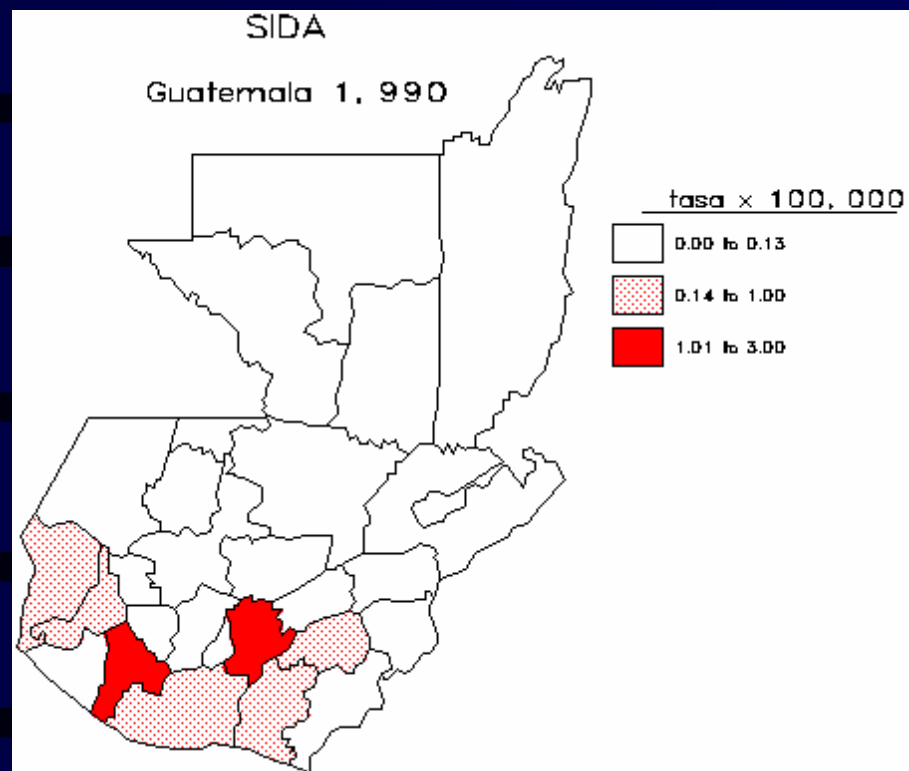 SIDA
Guatemala 1, 990
tasa × 100, 000
0.00 to 0.13
0.14 to 1.00
1.01 to 3.00